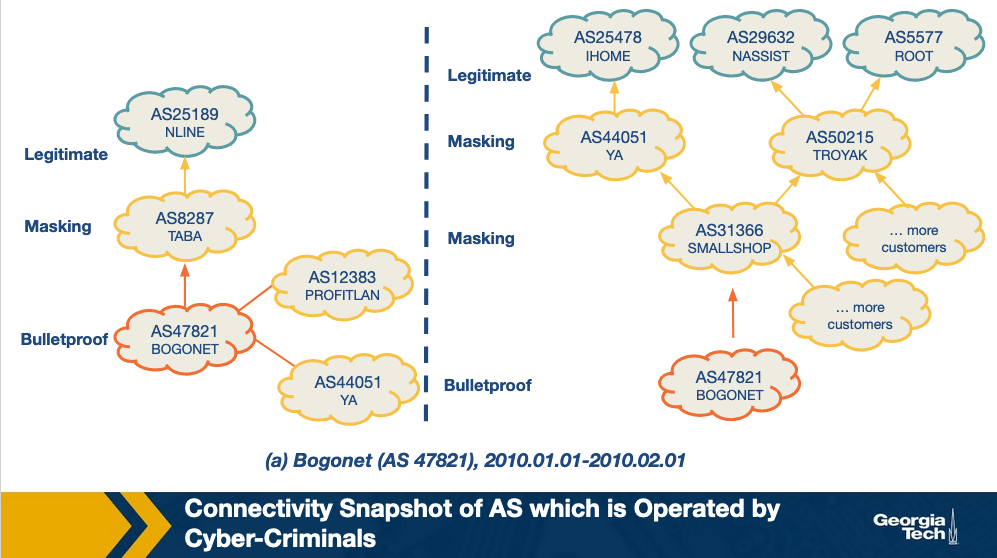 Legitimate
AS25189
NLINE
Masking
AS8287
TABA
AS12383
PROFITLAN
Bulletproof
AS47821
BOGONET
AS44051
YA
Legitimate
AS25478
IHOME
AS29632
NASSIST
AS5577
ROOT
Masking
AS44051
YA
AS50215
TROYAK
Masking
AS31366
SMALLSHOP
... more
customers
... more
customers
Bulletproof
AS47821
BOGONET
(a) Bogonet (AS 47821), 2010.01.01-2010.02.01
Connectivity Snapshot of AS which is Operated by
Cyber-Criminals
Georgia
Tech